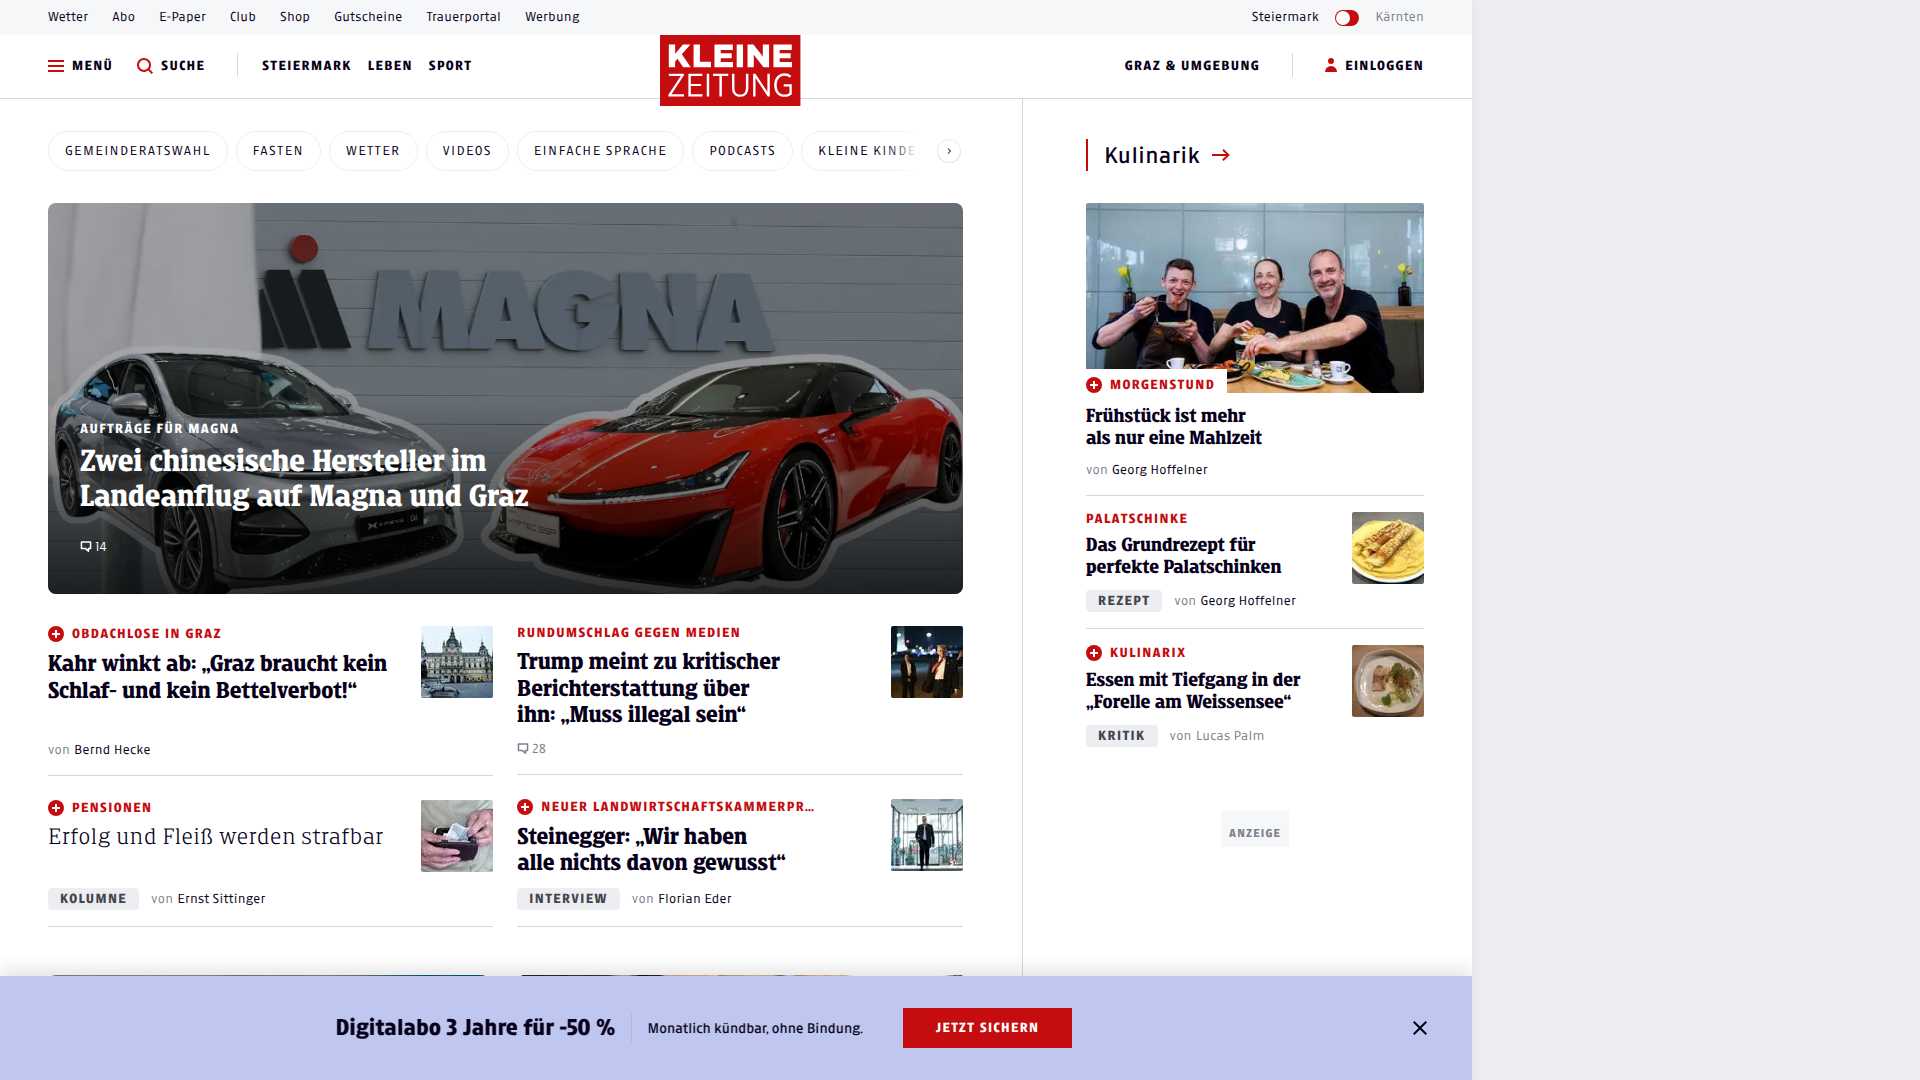 Wetter Abo E-Paper Club Shop Gutscheine Trauerportal Werbung
Steiermark Kärnten
MENÜ SUCHE STEIERMARK LEBEN SPORT
KLEINE
ZEITUNG
GRAZ & UMGEBUNG EINLOGGEN
GEMEINDERATSWAHL FASTEN WETTER VIDEOS EINFACHE SPRACHE PODCASTS KLEINE KINDE
MAGNA
AUFTRÄGE FÜR MAGNA
Zwei chinesische Hersteller im
Landeanflug auf Magna und Graz
14
OBDACHLOSE IN GRAZ
Kahr winkt ab: „Graz braucht kein
Schlaf- und kein Bettelverbot!“
von Bernd Hecke
RUNDUMSCHLAG GEGEN MEDIEN
Trump meint zu kritischer
Berichterstattung über
ihn: „Muss illegal sein“
28
PENSIONEN
Erfolg und Fleiß werden strafbar
KOLUMNE von Ernst Sittinger
NEUER LANDWIRTSCHAFTSKAMMERPR...
Steinegger: „Wir haben
alle nichts davon gewusst“
INTERVIEW von Florian Eder
Kulinarik
MORGENSTUND
Frühstück ist mehr
als nur eine Mahlzeit
von Georg Hoffelner
PALATSCHINKE
Das Grundrezept für
perfekte Palatschinken
REZEPT von Georg Hoffelner
KULINARIX
Essen mit Tiefgang in der
„Forelle am Weissensee“
KRITIK von Lucas Palm
ANZEIGE
Digitalabo 3 Jahre für -50 % Monatlich kündbar, ohne Bindung. JETZT SICHERN